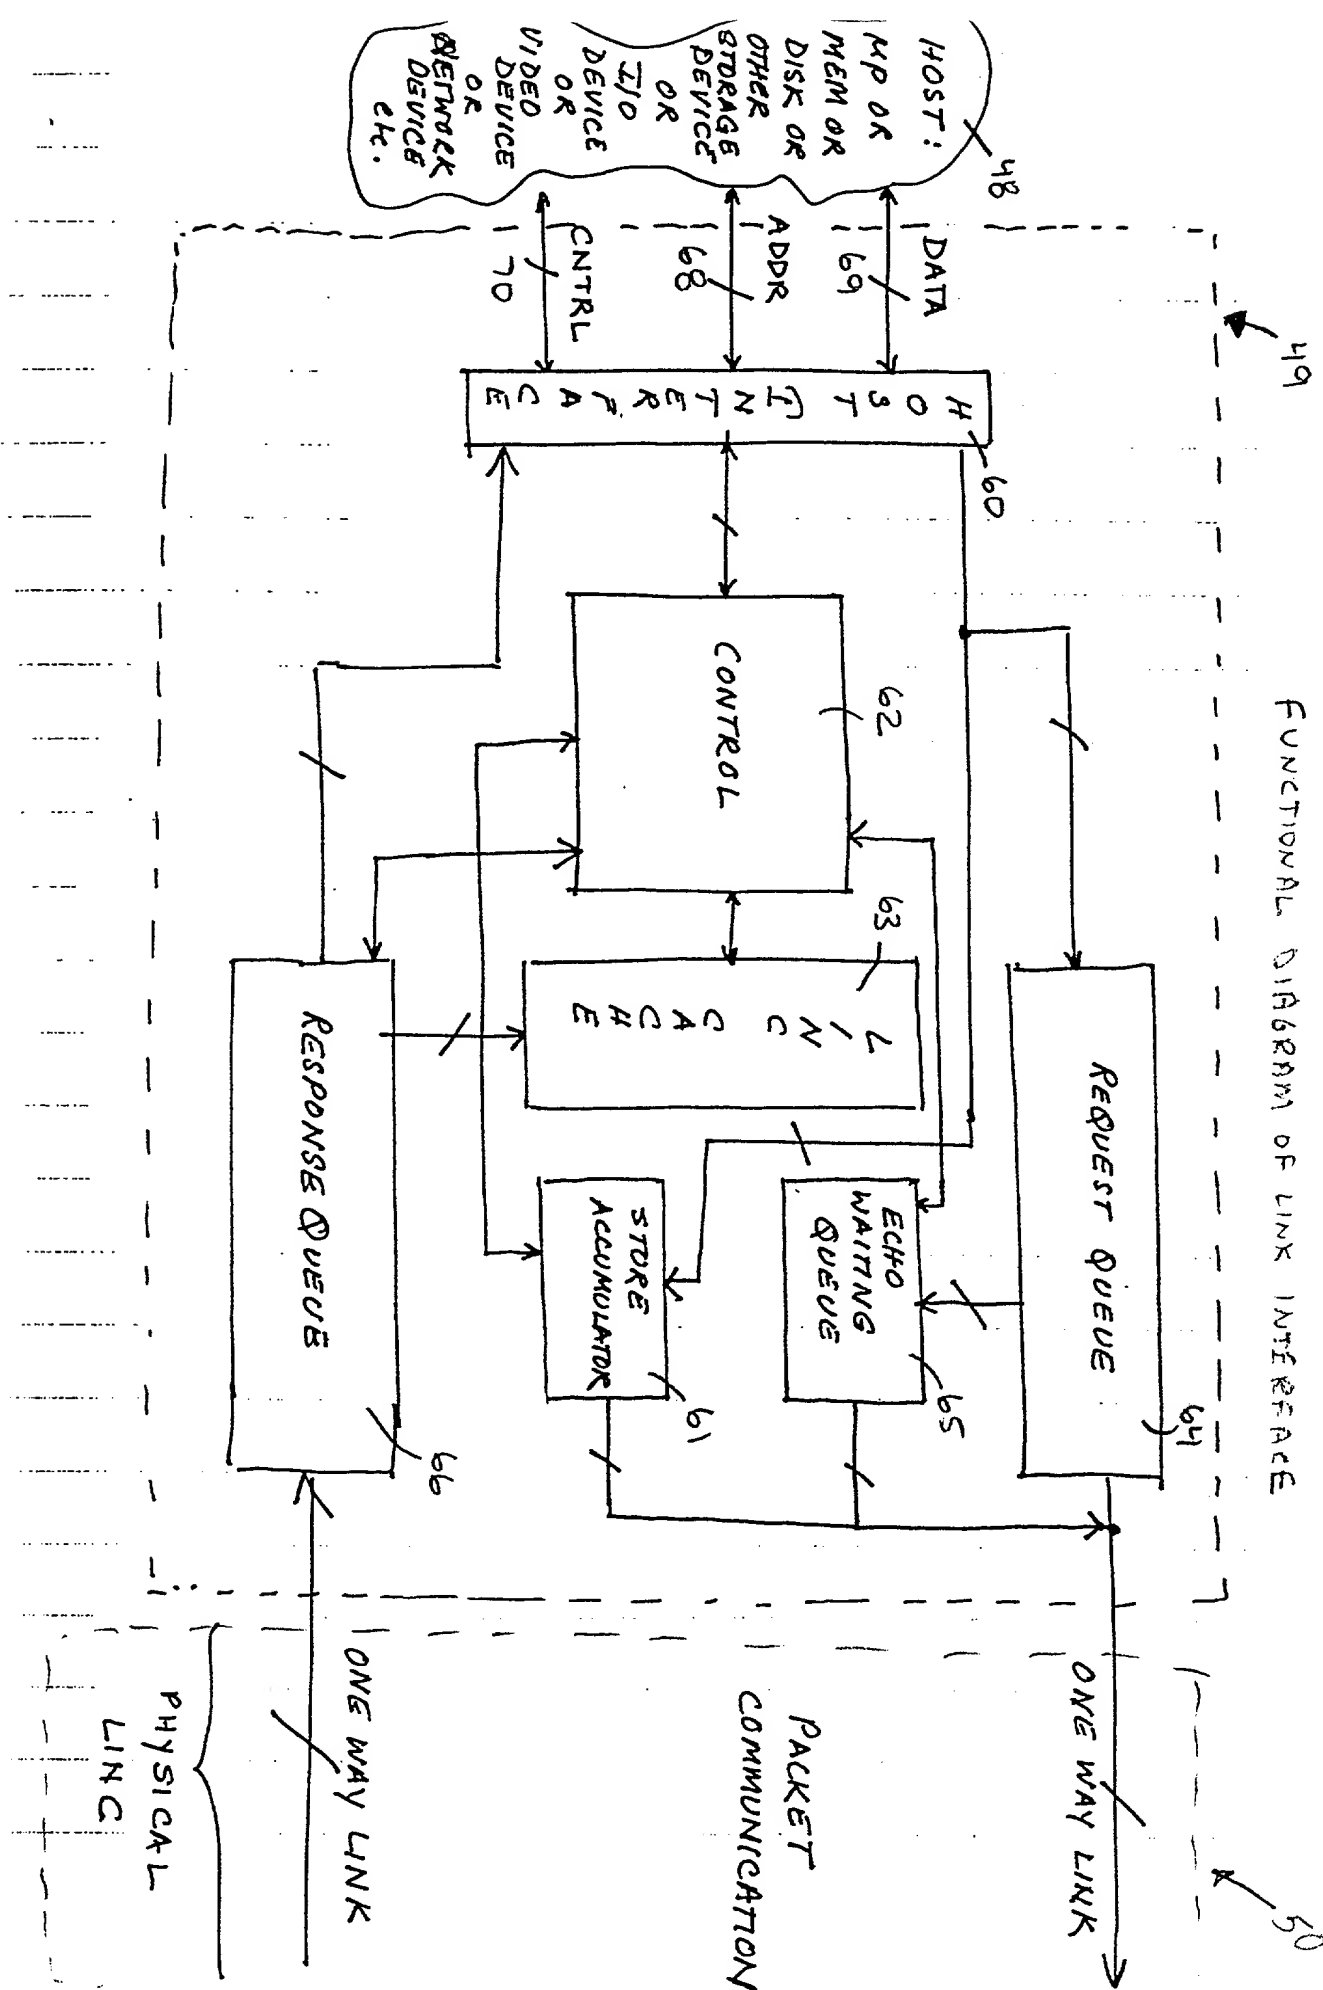 FUNCTIONAL DIAGRAM OF LINK INTERFACE
49
50
48
HOST:
MP OR
MEM OR
DISK OR
OTHER
STORAGE
DEVICE
OR
I/O
DEVICE
OR
VIDEO
DEVICE
OR
NETWORK
DEVICE
etc.
DATA
69
ADDR
68
CNTRL
70
HOST INTERFACE
60
CONTROL
62
LINC CACHE
63
REQUEST QUEUE
64
ECHO
WAITING
QUEUE
65
STORE
ACCUMULATOR
61
RESPONSE QUEUE
66
ONE WAY LINK
PACKET
COMMUNICATION
ONE WAY LINK
PHYSICAL
LINC